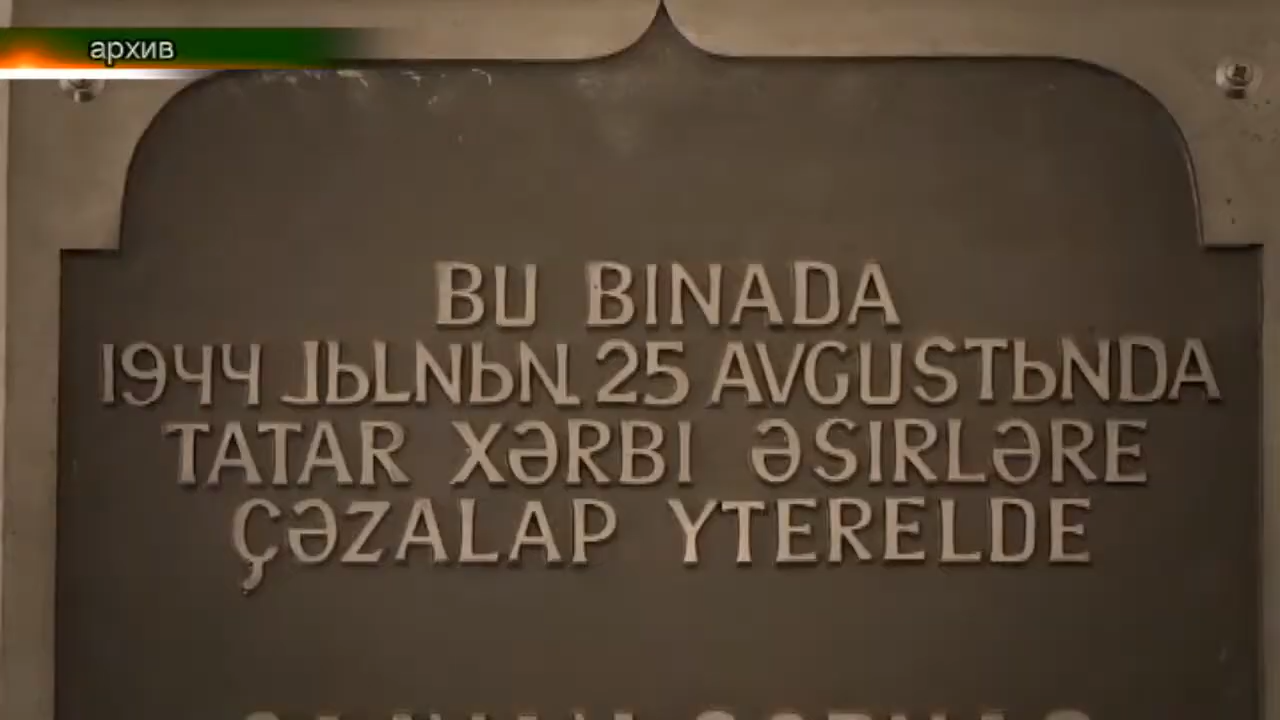 архив
BU BINADA
1944 JЬLNЬꞐ 25 AVGUSTЬNDA
TATAR XƏRBI ƏSIRLƏRE
ÇƏZALAP YTERELDE